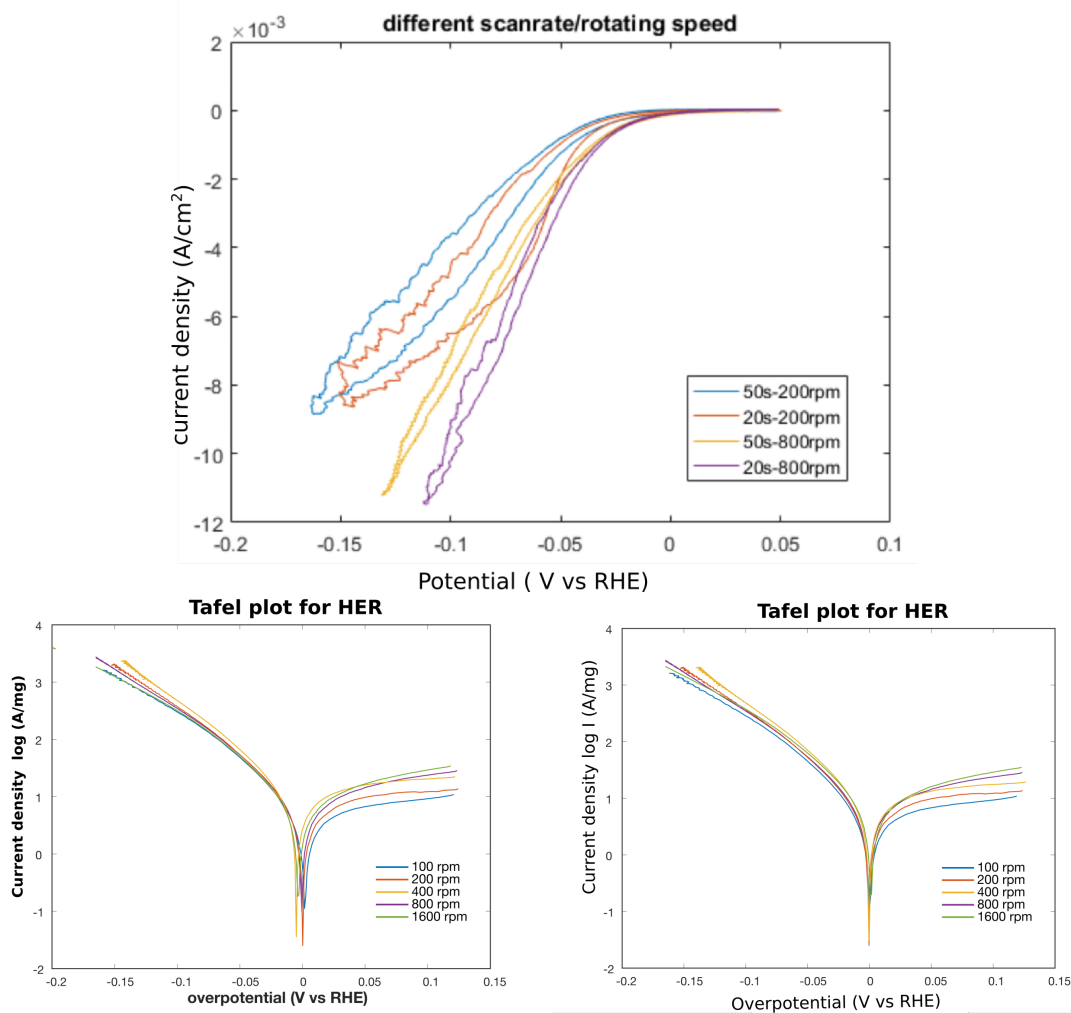 different scanrate/rotating speed
×10⁻³
2
0
-2
-4
-6
-8
-10
-12
current density (A/cm²)
50s-200rpm
20s-200rpm
50s-800rpm
20s-800rpm
-0.2 -0.15 -0.1 -0.05 0 0.05 0.1
Potential ( V vs RHE)
Tafel plot for HER
4
3
2
1
0
-1
-2
Current density log (A/mg)
100 rpm
200 rpm
400 rpm
800 rpm
1600 rpm
-0.2 -0.15 -0.1 -0.05 0 0.05 0.1 0.15
overpotential (V vs RHE)
Tafel plot for HER
4
3
2
1
0
-1
-2
Current density log I (A/mg)
100 rpm
200 rpm
400 rpm
800 rpm
1600 rpm
-0.2 -0.15 -0.1 -0.05 0 0.05 0.1 0.15
Overpotential (V vs RHE)